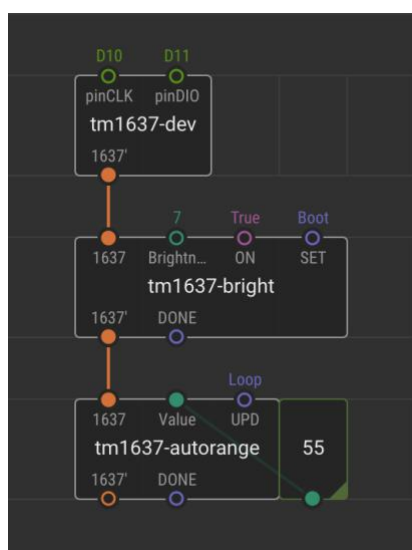 D10 D11
pinCLK pinDIO
tm1637-dev
1637'
7 True Boot
1637 Brightn... ON SET
tm1637-bright
1637' DONE
Loop
1637 Value UPD
tm1637-autorange 55
1637' DONE